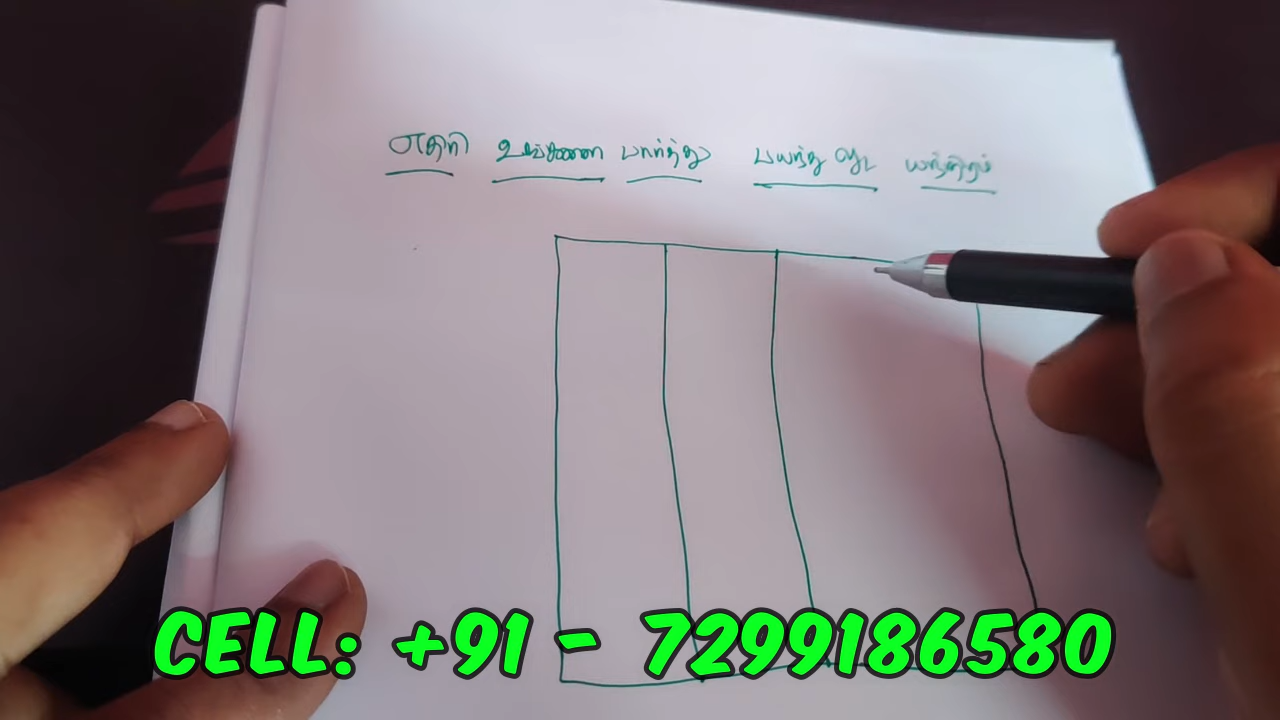 எதிரி உங்களை பார்த்து பயந்து ஓட யந்திரம்
CELL: +91 - 7299186580